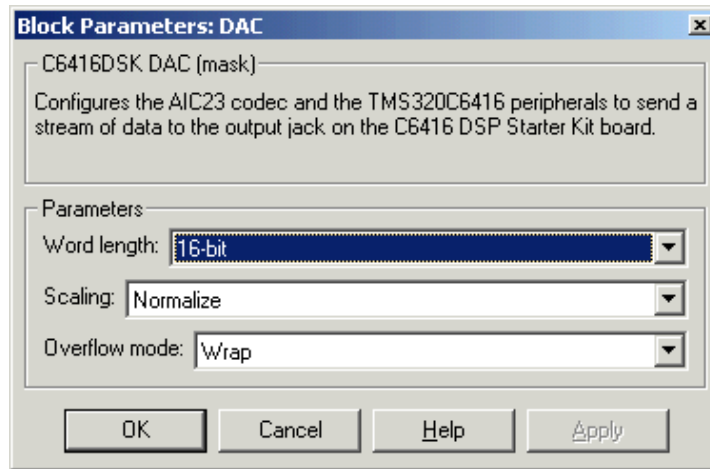 Block Parameters: DAC
C6416DSK DAC (mask)
Configures the AIC23 codec and the TMS320C6416 peripherals to send a
stream of data to the output jack on the C6416 DSP Starter Kit board.
Parameters
Word length: 16-bit
Scaling: Normalize
Overflow mode: Wrap
OK Cancel Help Apply